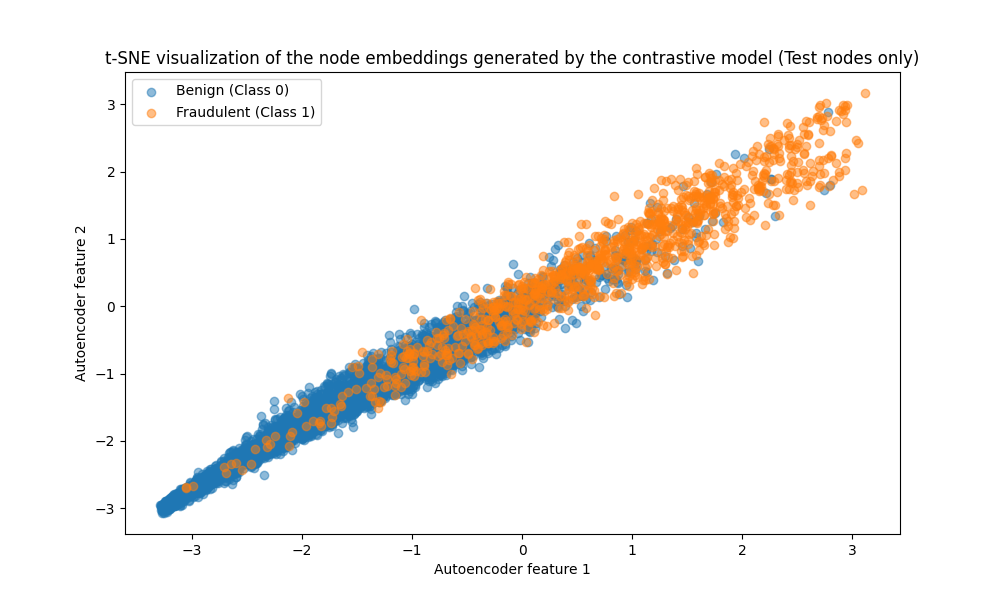 t-SNE visualization of the node embeddings generated by the contrastive model (Test nodes only)
Benign (Class 0)
Fraudulent (Class 1)
Autoencoder feature 2
3
2
1
0
−1
−2
−3
−3
−2
−1
0
1
2
3
Autoencoder feature 1